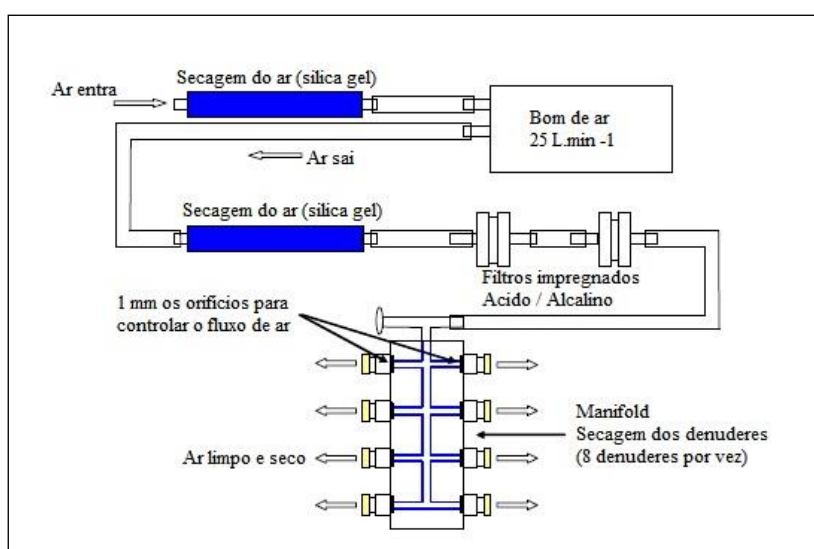 Secagem do ar (silica gel)
Ar entra
Bom de ar
25 L.min -1
Ar sai
Secagem do ar (silica gel)
Filtros impregnados
Acido / Alcalino
1 mm os orifícios para
controlar o fluxo de ar
Manifold
Secagem dos denuderes
(8 denuderes por vez)
Ar limpo e seco